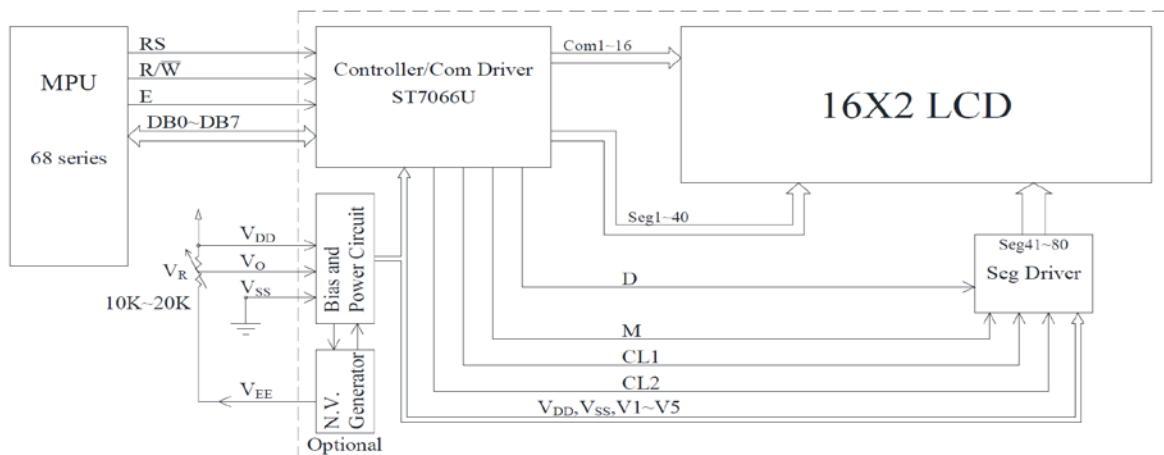 RS
R/W̅
E
DB0~DB7
MPU
68 series
Controller/Com Driver
ST7066U
Com1~16
16X2 LCD
Seg1~40
Seg41~80
Seg Driver
VDD
VO
VSS
VR
10K~20K
Bias and
Power Circuit
D
M
CL1
CL2
VDD,VSS,V1~V5
VEE
N.V.
Generator
Optional